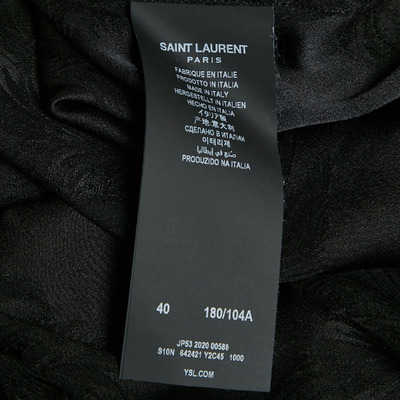 SAINT LAURENT
PARIS
FABRIQUE EN ITALIE
PRODOTTO IN ITALIA
MADE IN ITALY
HERGESTELLT IN ITALIEN
HECHO EN ITALIA
イタリア製
产地:意大利
СДЕЛАНО В ИТАЛИИ
이태리제
صنع في إيطاليا
PRODUZIDO NA ITALIA
40 180/104A
JP53 2020 00588
S10N 642421 Y2C45 1000
YSL.COM